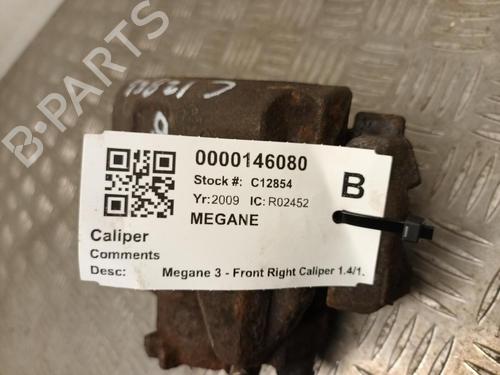 B-PARTS
0000146080
Stock #: C12854
B
Yr:2009 IC: R02452
MEGANE
Caliper
Comments
Desc: Megane 3 - Front Right Caliper 1.4/1.